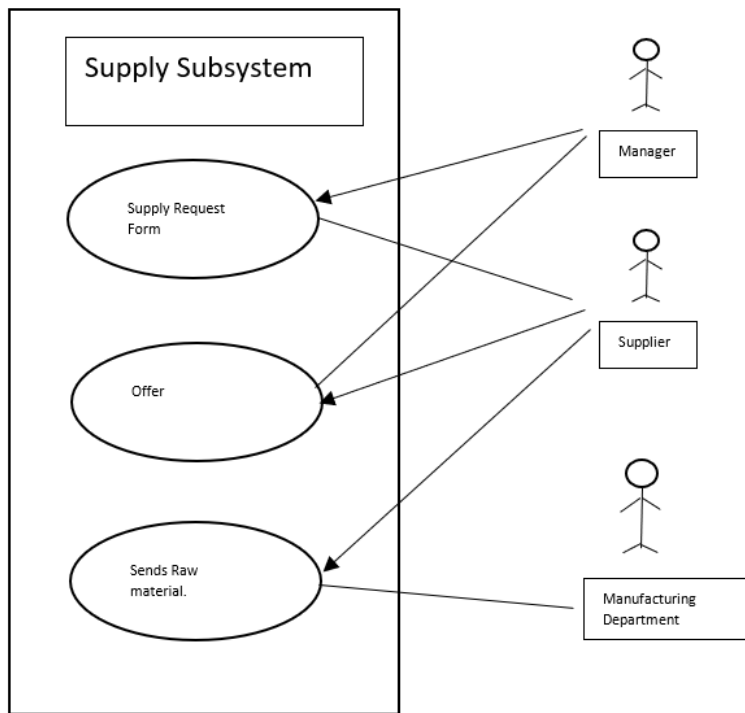 Supply Subsystem
Manager
Supply Request
Form
Supplier
Offer
Sends Raw
material.
Manufacturing
Department